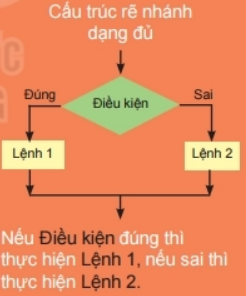 Cấu trúc rẽ nhánh
dạng đủ
Đúng
Sai
Điều kiện
Lệnh 1
Lệnh 2
Nếu Điều kiện đúng thì
thực hiện Lệnh 1, nếu sai thì
thực hiện Lệnh 2.